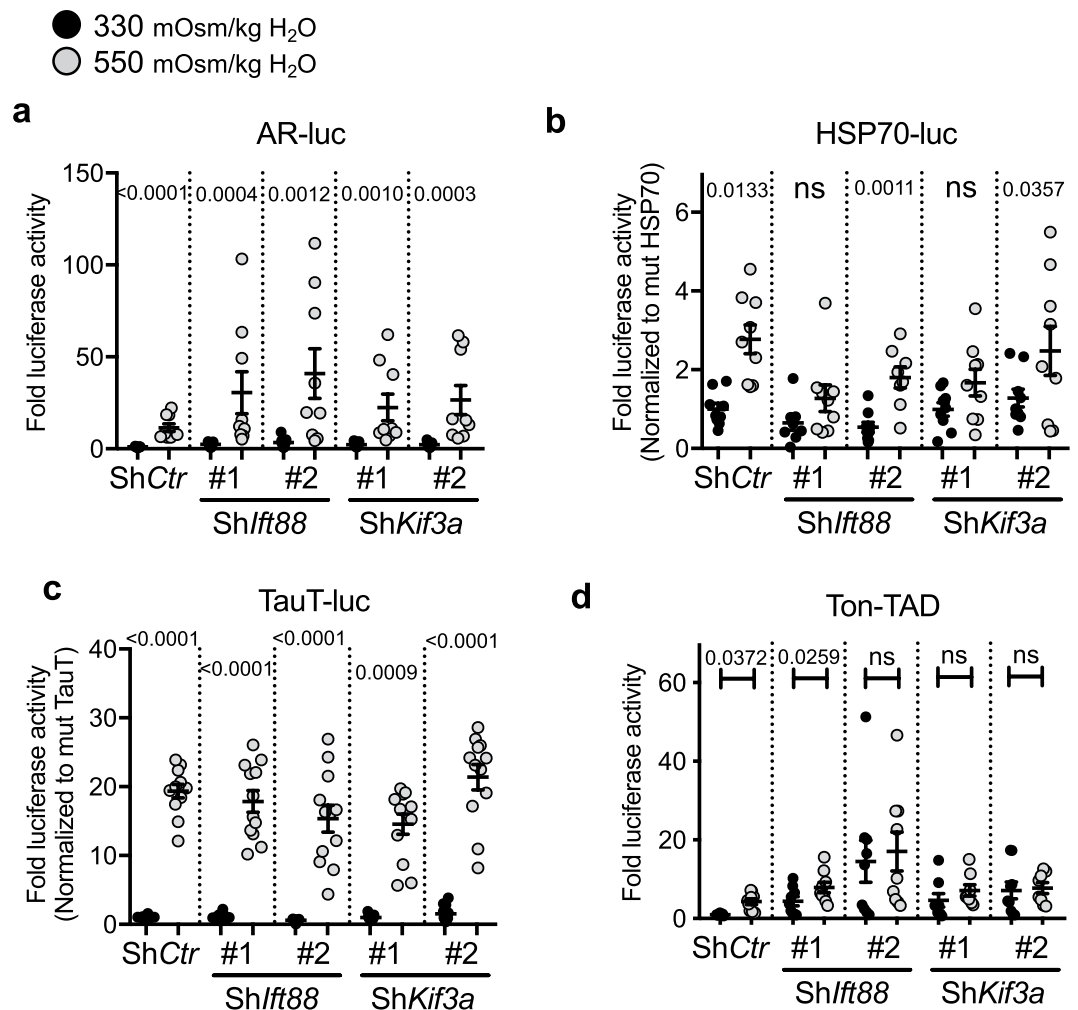 330 mOsm/kg H₂O
550 mOsm/kg H₂O
a
AR-luc
Fold luciferase activity
150
100
50
0
<0.0001 0.0004 0.0012 0.0010 0.0003
ShCtr #1 #2 #1 #2
ShIft88 ShKif3a
b
HSP70-luc
Fold luciferase activity
(Normalized to mut HSP70)
6
4
2
0
0.0133 ns 0.0011 ns 0.0357
ShCtr #1 #2 #1 #2
ShIft88 ShKif3a
c
TauT-luc
Fold luciferase activity
(Normalized to mut TauT)
40
30
20
10
0
<0.0001 <0.0001 <0.0001 0.0009 <0.0001
ShCtr #1 #2 #1 #2
ShIft88 ShKif3a
d
Ton-TAD
Fold luciferase activity
60
40
20
0
0.0372 0.0259 ns ns ns
ShCtr #1 #2 #1 #2
ShIft88 ShKif3a